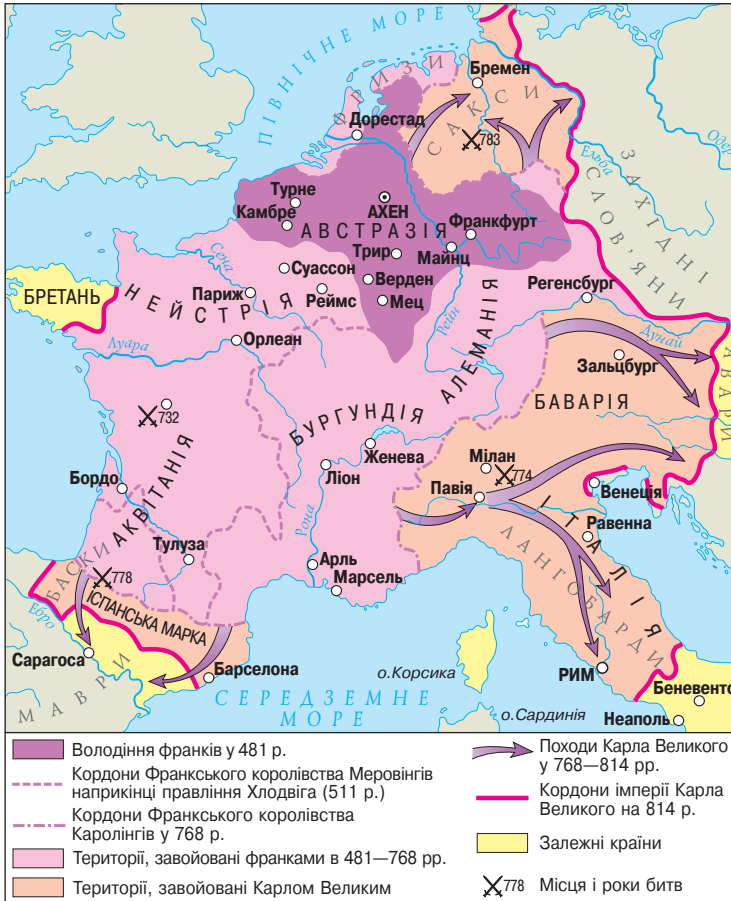 ПІВНІЧНЕ МОРЕ
ФРИЗИ
Бремен
САКСИ
783
Дорестад
Ельба
Одер
ЗАХІДНІ
СЛОВ'ЯНИ
Турне
Камбре
АХЕН
АВСТРАЗІЯ
Франкфурт
Майнц
Трир
Верден
Мец
Суассон
Реймс
Сена
Париж
НЕЙСТРІЯ
БРЕТАНЬ
Рейн
Регенсбург
Дунай
АВАРИ
Луара
Орлеан
АЛЕМАНІЯ
Зальцбург
БАВАРІЯ
БУРГУНДІЯ
732
Женева
Ліон
Мілан
774
Павія
Венеція
Равенна
ІТАЛІЯ
ЛАНГОБАРДИ
Бордо
АКВІТАНІЯ
Рона
Тулуза
Арль
Марсель
БАСКИ
778
ІСПАНСЬКА МАРКА
Ебро
Сарагоса
МАВРИ
Барселона
о.Корсика
РИМ
СЕРЕДЗЕМНЕ
МОРЕ
о.Сардинія
Беневенто
Неаполь
Володіння франків у 481 р.
Кордони Франкського королівства Меровінгів
наприкінці правління Хлодвіга (511 р.)
Кордони Франкського королівства
Каролінгів у 768 р.
Території, завойовані франками в 481—768 рр.
Території, завойовані Карлом Великим
Походи Карла Великого
у 768—814 рр.
Кордони імперії Карла
Великого на 814 р.
Залежні країни
778 Місця і роки битв